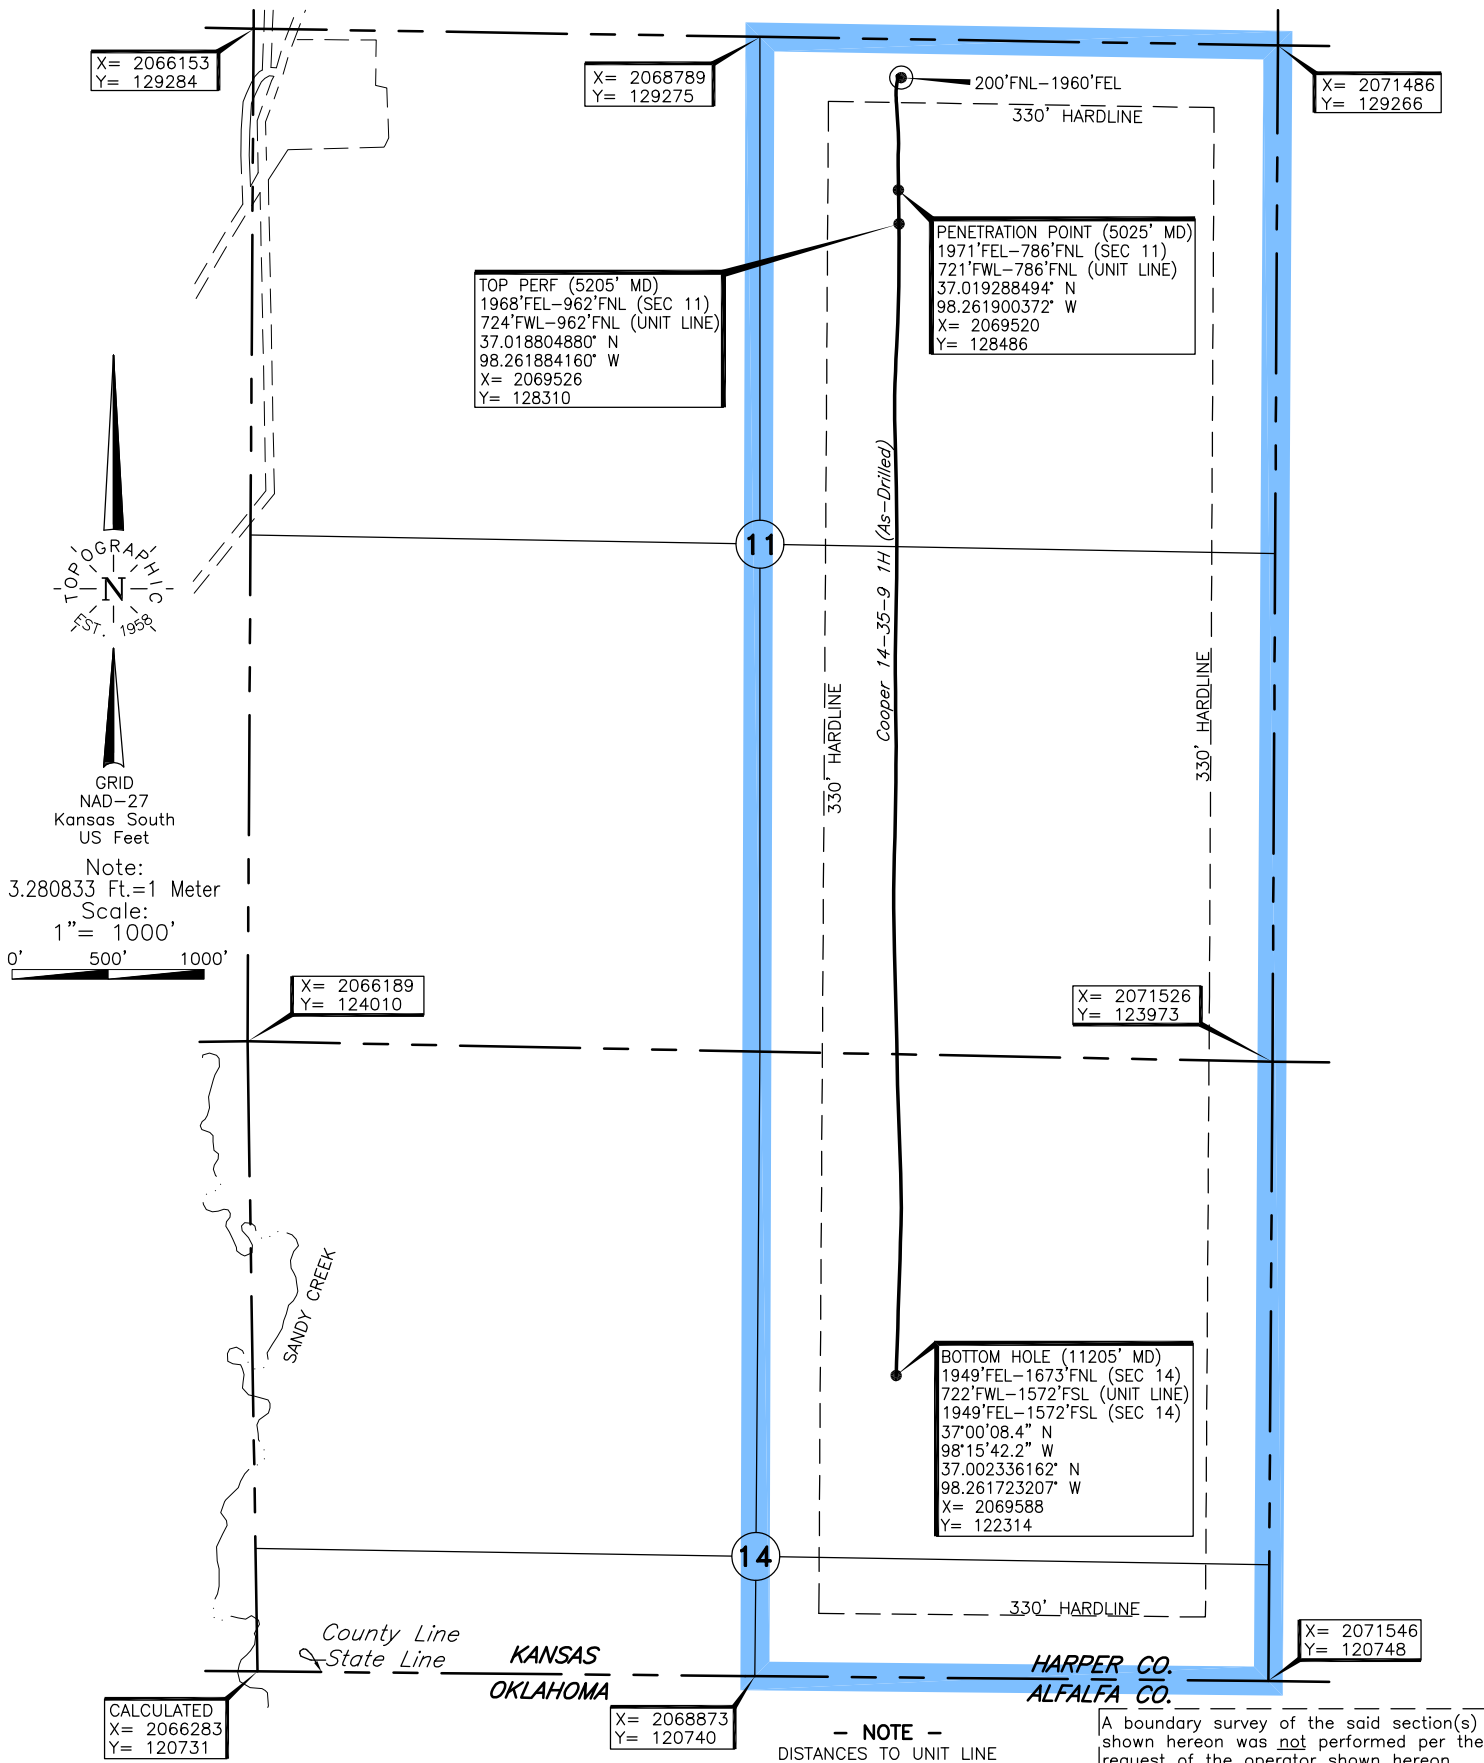 X= 2066153
Y= 129284
X= 2068789
Y= 129275
X= 2071486
Y= 129266
200'FNL-1960'FEL
330' HARDLINE
PENETRATION POINT (5025' MD)
1971'FEL-786'FNL (SEC 11)
721'FWL-786'FNL (UNIT LINE)
37.019288494° N
98.261900372° W
X= 2069520
Y= 128486
TOP PERF (5205' MD)
1968'FEL-962'FNL (SEC 11)
724'FWL-962'FNL (UNIT LINE)
37.018804880° N
98.261884160° W
X= 2069526
Y= 128310
Cooper 14-35-9 1H (As-Drilled)
11
TOPOGRAPHIC
N
EST. 1958
330' HARDLINE
330' HARDLINE
GRID
NAD-27
Kansas South
US Feet
Note:
3.280833 Ft.=1 Meter
Scale:
1"= 1000'
0' 500' 1000'
X= 2066189
Y= 124010
X= 2071526
Y= 123973
SANDY CREEK
BOTTOM HOLE (11205' MD)
1949'FEL-1673'FNL (SEC 14)
722'FWL-1572'FSL (UNIT LINE)
1949'FEL-1572'FSL (SEC 14)
37°00'08.4" N
98°15'42.2" W
37.002336162° N
98.261723207° W
X= 2069588
Y= 122314
14
330' HARDLINE
County Line
State Line
KANSAS
OKLAHOMA
HARPER CO.
ALFALFA CO.
X= 2071546
Y= 120748
CALCULATED
X= 2066283
Y= 120731
X= 2068873
Y= 120740
- NOTE -
DISTANCES TO UNIT LINE
A boundary survey of the said section(s)
shown hereon was not performed per the
request of the operator shown hereon